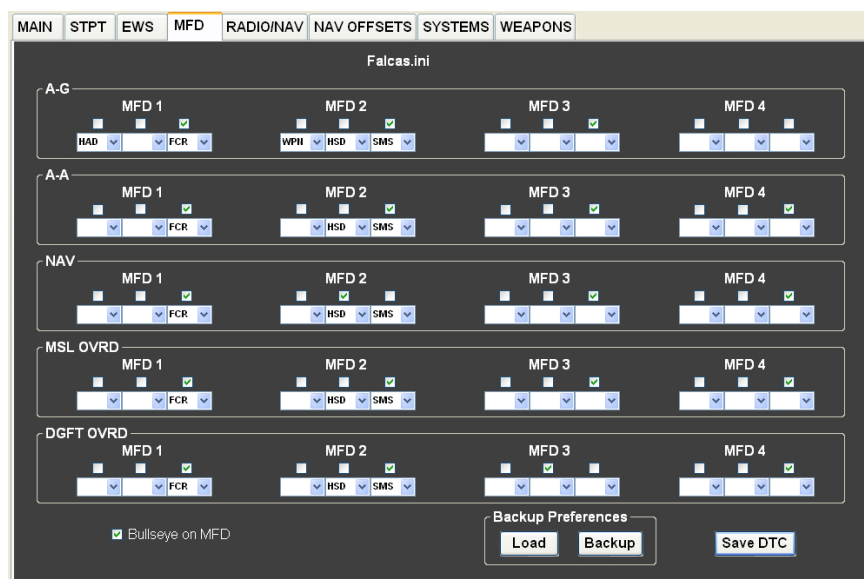 MAIN STPT EWS MFD RADIO/NAV NAV OFFSETS SYSTEMS WEAPONS
Falcas.ini
A-G
MFD 1 MFD 2 MFD 3 MFD 4
HAD FCR WPN HSD SMS
A-A
MFD 1 MFD 2 MFD 3 MFD 4
FCR HSD SMS
NAV
MFD 1 MFD 2 MFD 3 MFD 4
FCR HSD SMS
MSL OVRD
MFD 1 MFD 2 MFD 3 MFD 4
FCR HSD SMS
DGFT OVRD
MFD 1 MFD 2 MFD 3 MFD 4
FCR HSD SMS
Backup Preferences
Bullseye on MFD Load Backup Save DTC